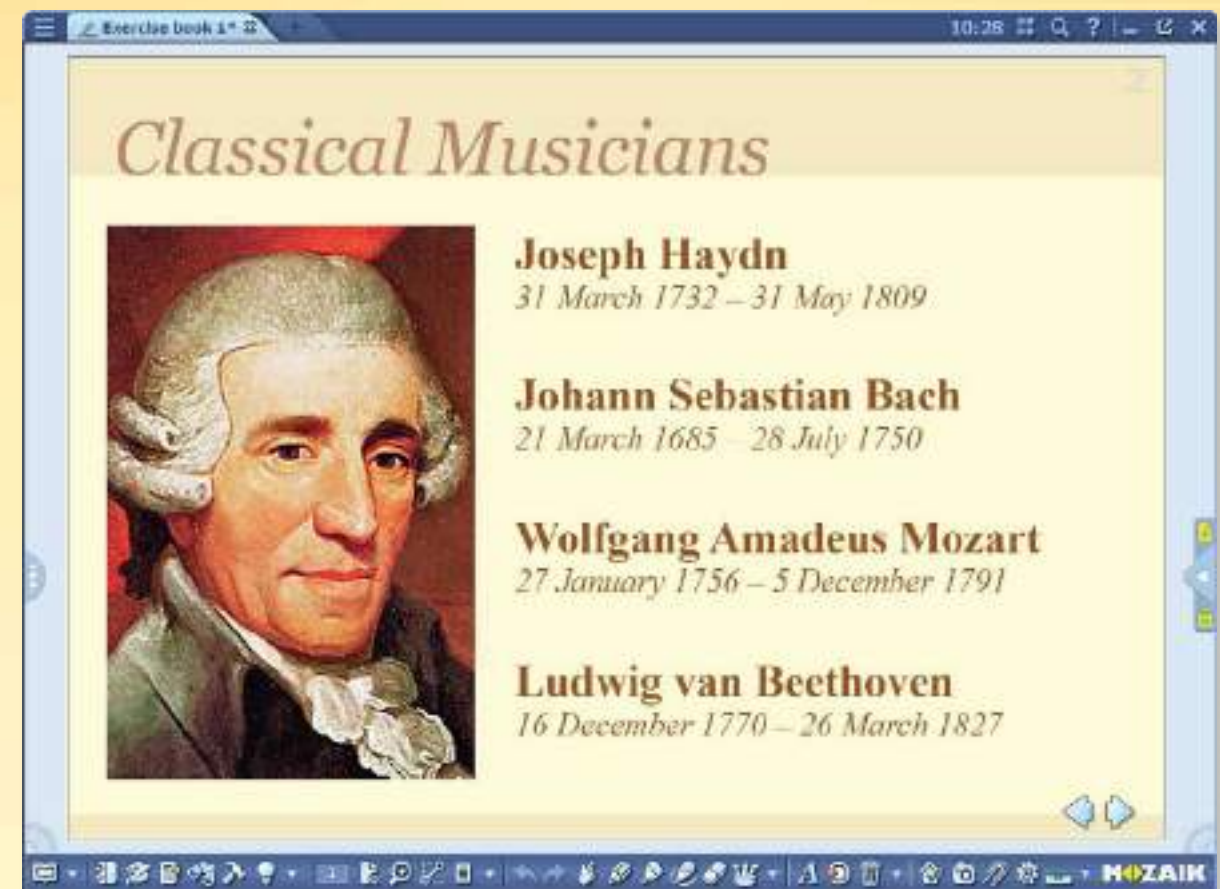 Exercise book 1*
10:28
2
Classical Musicians
Joseph Haydn
31 March 1732 – 31 May 1809
Johann Sebastian Bach
21 March 1685 – 28 July 1750
Wolfgang Amadeus Mozart
27 January 1756 – 5 December 1791
Ludwig van Beethoven
16 December 1770 – 26 March 1827
MOZAIK